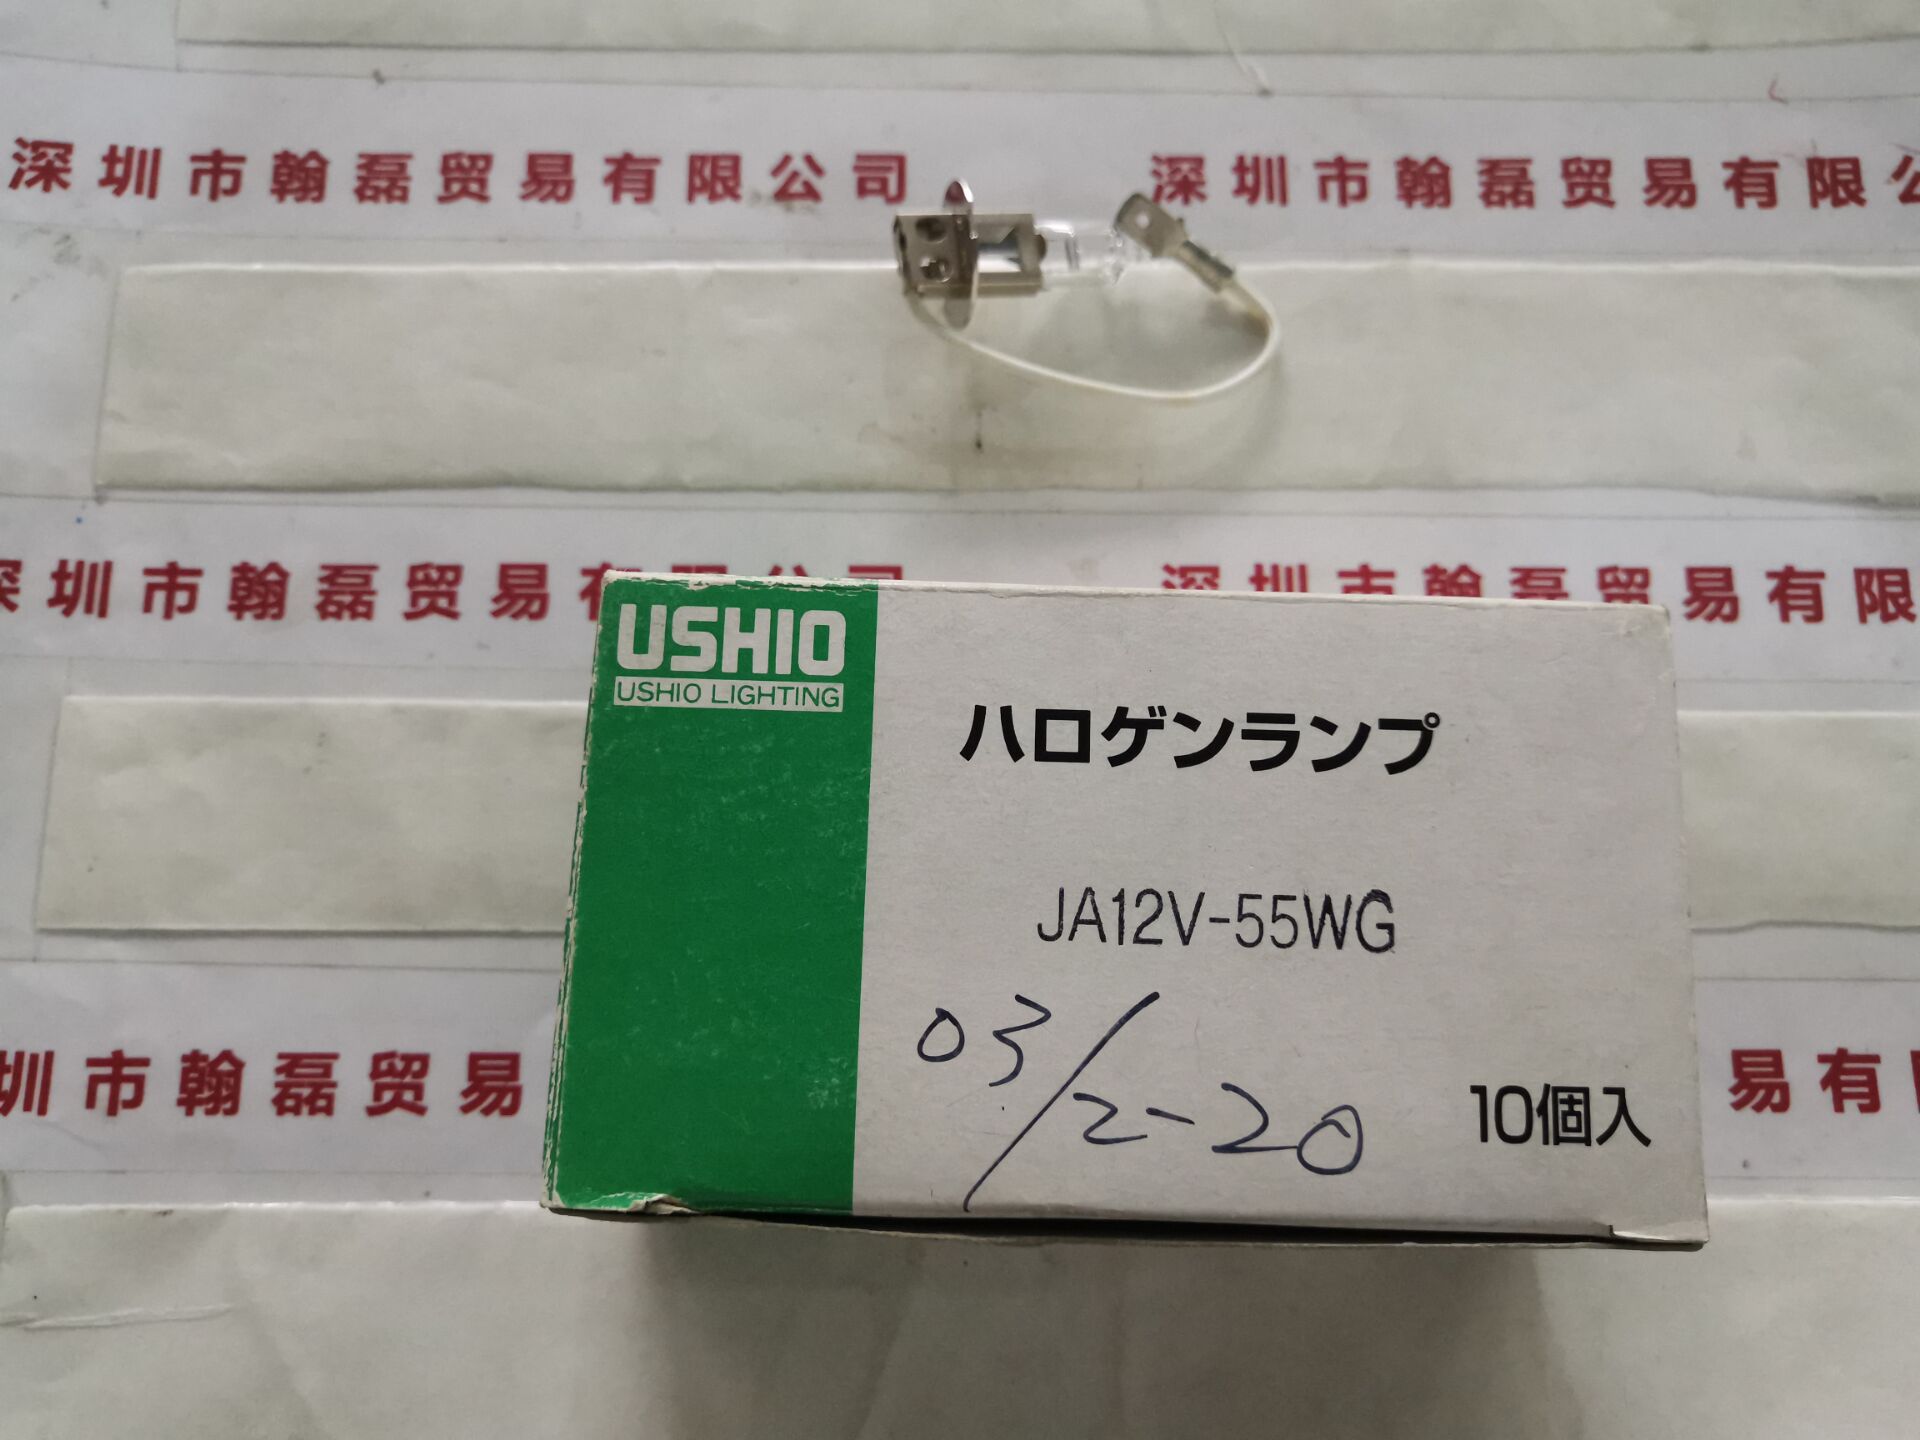 深圳市翰磊贸易有限公司 深圳市翰磊贸易有限公
深圳市翰磊贸易有限公司 深圳市翰磊贸易有限
USHIO
USHIO LIGHTING
ハロゲンランプ
JA12V-55WG
03/2-20
10個入
圳市翰磊贸易 易有